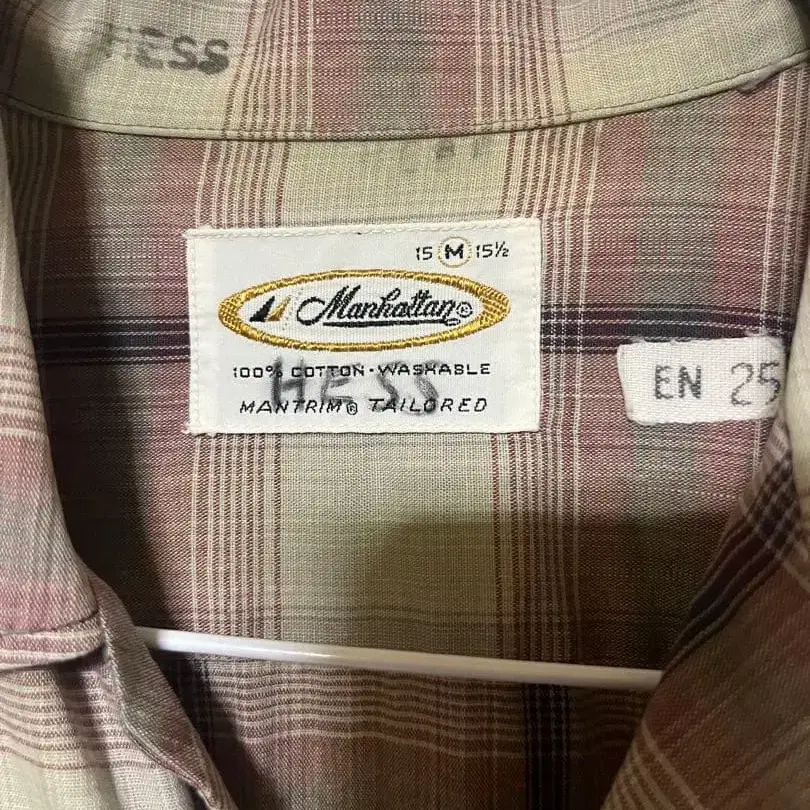 HESS
15 M 15½
Manhattan®
100% COTTON·WASHABLE
HESS
MANTRIM® TAILORED
EN 25